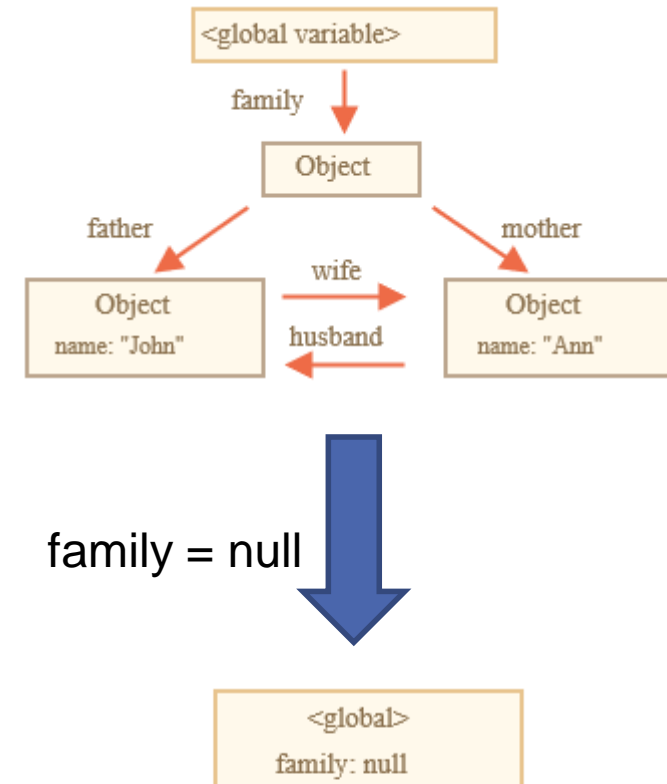 <global variable>
family
Object
father
mother
wife
Object
name: "John"
husband
Object
name: "Ann"
family = null
<global>
family: null